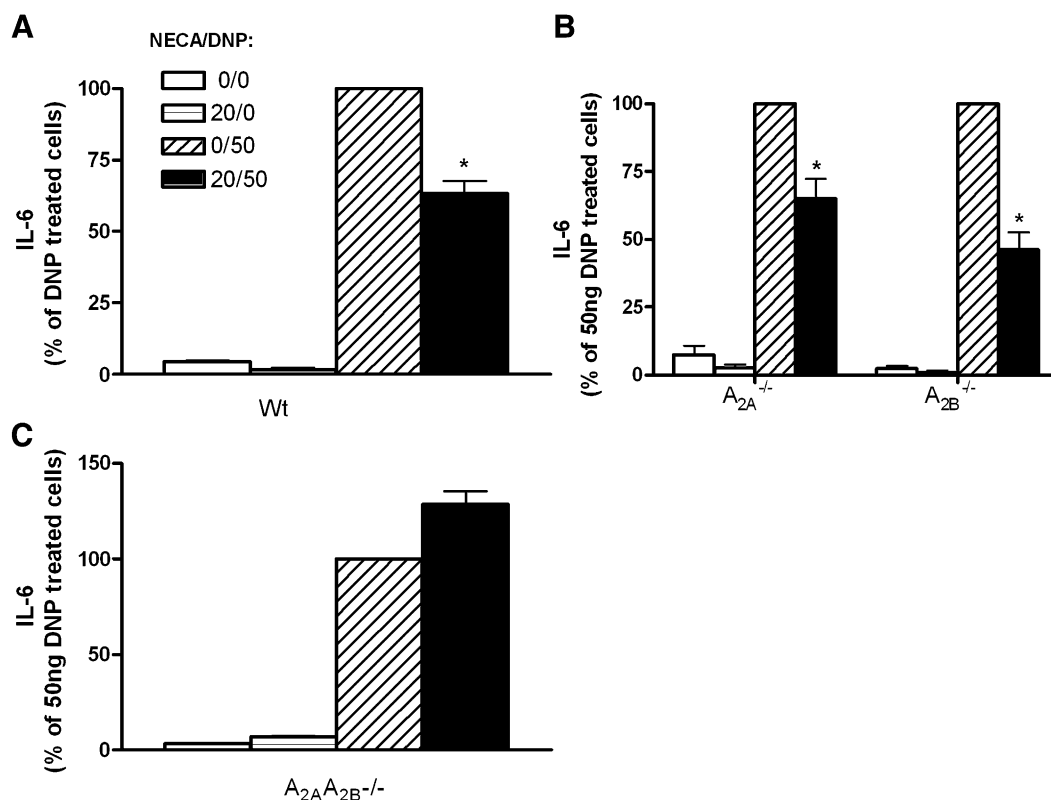 A
NECA/DNP:
0/0
20/0
0/50
20/50
IL-6
(% of DNP treated cells)
100
75
50
25
0
*
Wt
B
IL-6
(% of 50ng DNP treated cells)
100
75
50
25
0
*
*
A2A-/-
A2B-/-
C
IL-6
(% of 50ng DNP treated cells)
150
100
50
0
A2AA2B-/-